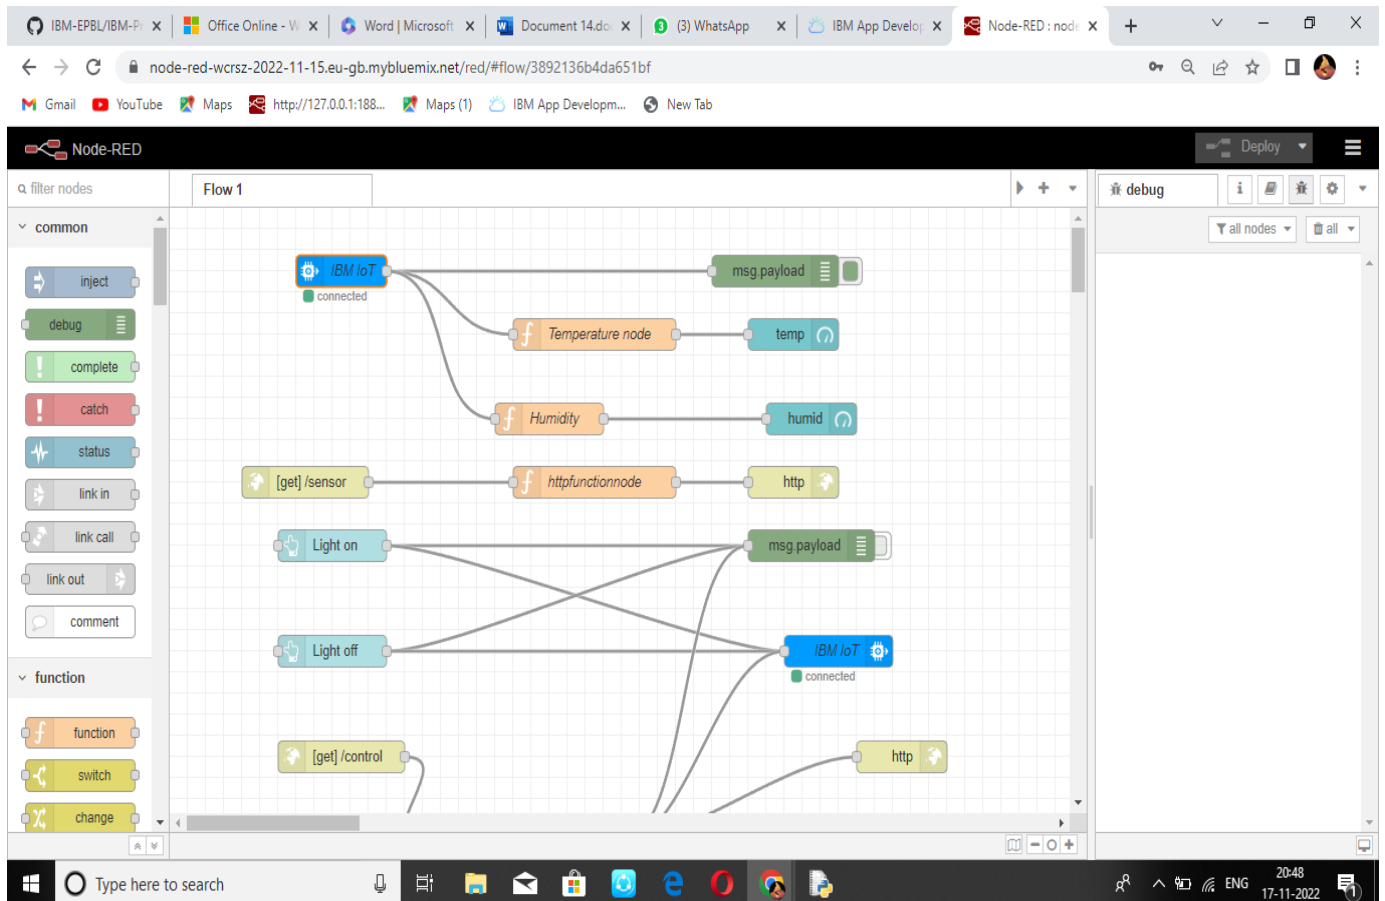 IBM-EPBL/IBM-Pr
Office Online - W
Word | Microsoft
Document 14.doc
(3) WhatsApp
IBM App Develop
Node-RED : node
node-red-wcrsz-2022-11-15.eu-gb.mybluemix.net/red/#flow/3892136b4da651bf
Gmail
YouTube
Maps
http://127.0.0.1:188...
Maps (1)
IBM App Developm...
New Tab
Node-RED
Deploy
filter nodes
Flow 1
debug
i
all nodes
all
common
inject
debug
complete
catch
status
link in
link call
link out
comment
function
function
switch
change
IBM IoT
connected
msg.payload
Temperature node
temp
Humidity
humid
[get] /sensor
httpfunctionnode
http
Light on
msg.payload
Light off
IBM IoT
connected
[get] /control
http
Type here to search
ENG
20:48
17-11-2022
1